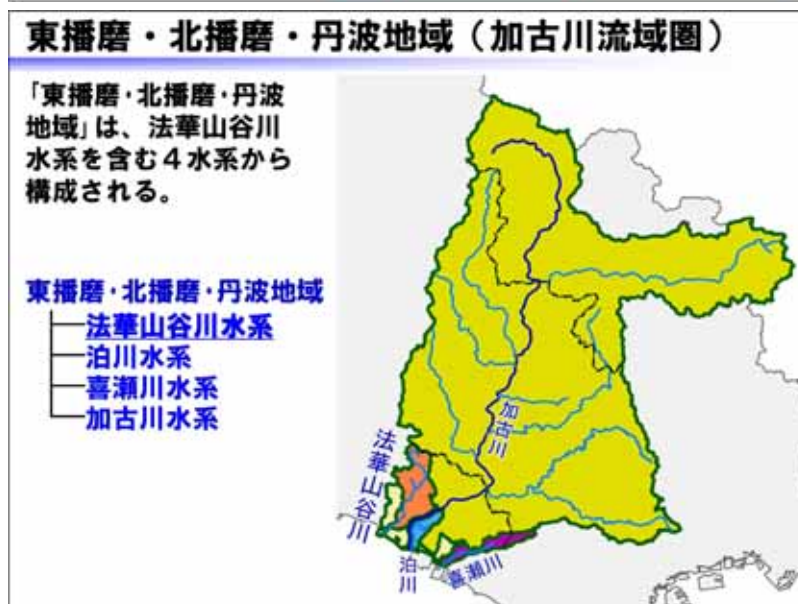 東播磨・北播磨・丹波地域（加古川流域圏）
「東播磨・北播磨・丹波
地域」は、法華山谷川
水系を含む４水系から
構成される。
東播磨・北播磨・丹波地域
法華山谷川水系
泊川水系
喜瀬川水系
加古川水系
加古川
法華山谷川
泊川
喜瀬川